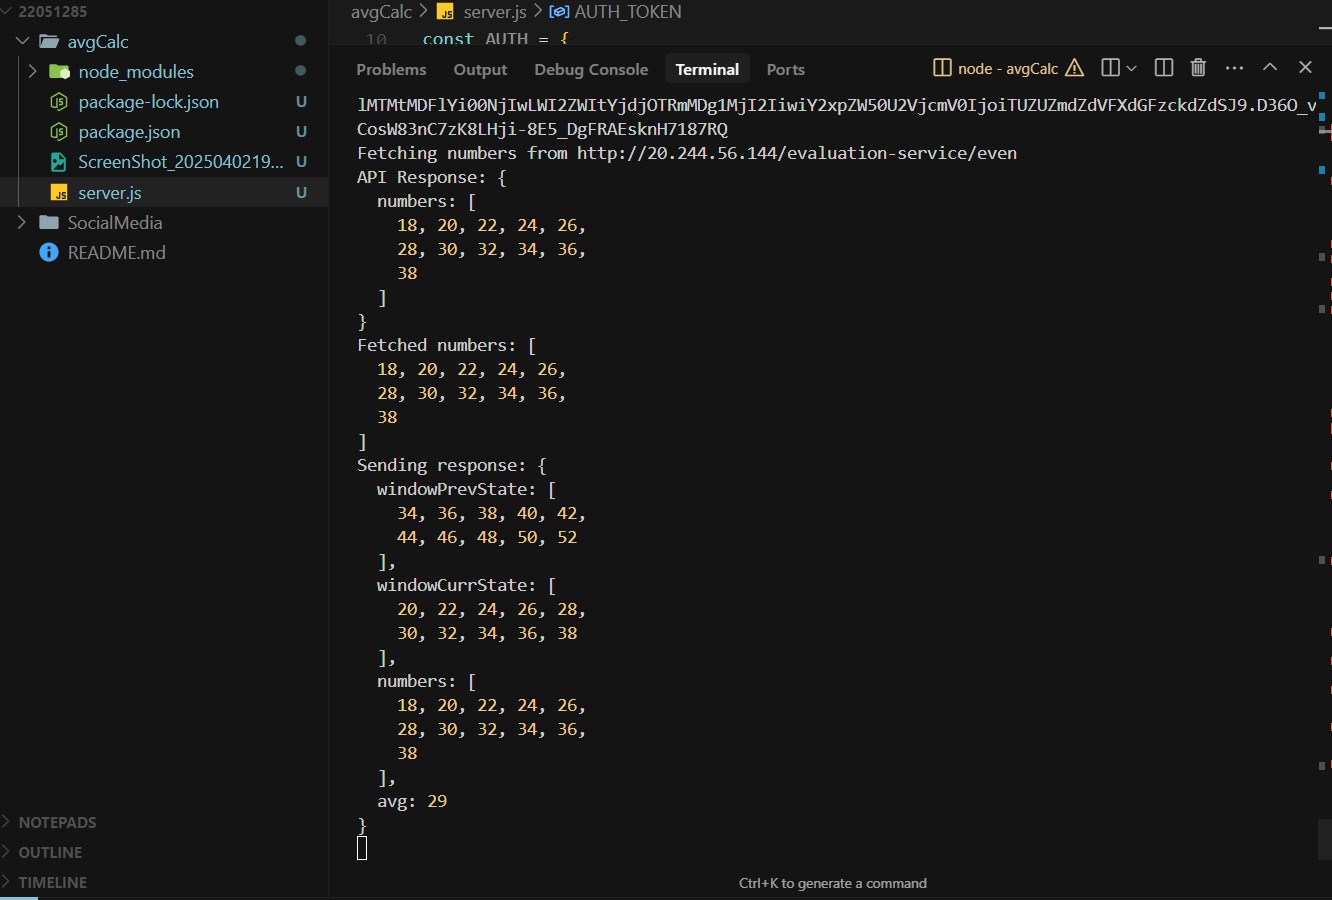 22051285
avgCalc
node_modules
package-lock.json U
package.json U
ScreenShot_2025040219... U
JS server.js U
SocialMedia
README.md
NOTEPADS
OUTLINE
TIMELINE
avgCalc > JS server.js > AUTH_TOKEN
10 const AUTH = {
Problems Output Debug Console Terminal Ports node - avgCalc
lMTMtMDFlYi00NjIwLWI2ZWItYjdjOTRmMDg1MjI2IiwiY2xpZW50U2VjcmV0IjoiTUZUZmdZdVFXdGFzckdZdSJ9.D36O_v
CosW83nC7zK8LHji-8E5_DgFRAEsknH7187RQ
Fetching numbers from http://20.244.56.144/evaluation-service/even
API Response: {
numbers: [
18, 20, 22, 24, 26,
28, 30, 32, 34, 36,
38
]
}
Fetched numbers: [
18, 20, 22, 24, 26,
28, 30, 32, 34, 36,
38
]
Sending response: {
windowPrevState: [
34, 36, 38, 40, 42,
44, 46, 48, 50, 52
],
windowCurrState: [
20, 22, 24, 26, 28,
30, 32, 34, 36, 38
],
numbers: [
18, 20, 22, 24, 26,
28, 30, 32, 34, 36,
38
],
avg: 29
}
Ctrl+K to generate a command